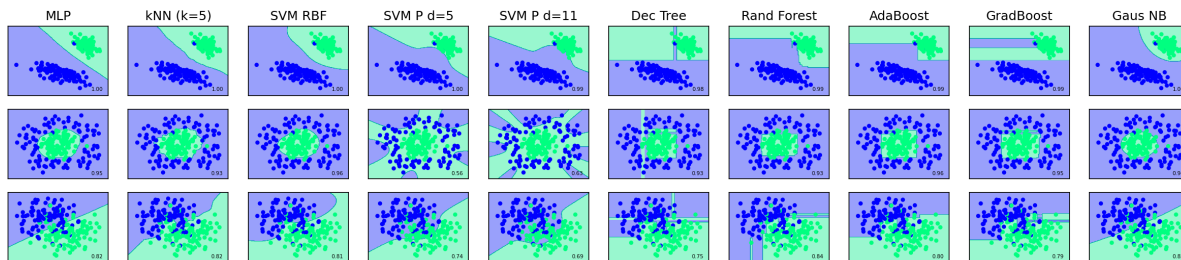 MLP kNN (k=5) SVM RBF SVM P d=5 SVM P d=11 Dec Tree Rand Forest AdaBoost GradBoost Gaus NB
1.00 1.00 1.00 0.99 0.99 0.98 0.99 0.99 0.99
0.95 0.93 0.96 0.56 0.63 0.93 0.93 0.96 0.95
0.82 0.82 0.81 0.74 0.69 0.75 0.84 0.80 0.79